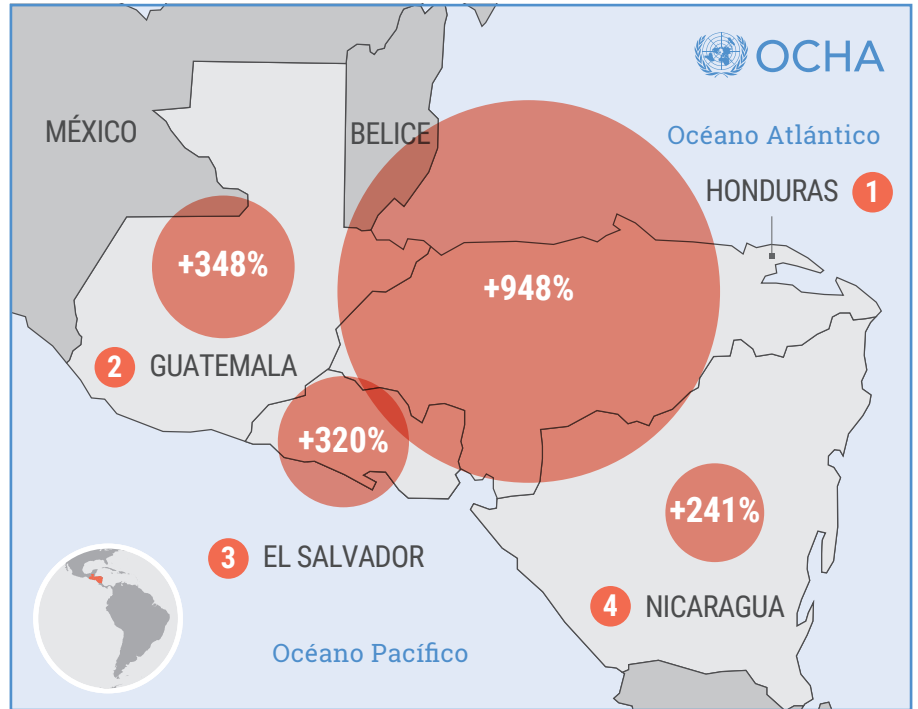 OCHA
MÉXICO
BELICE
Océano Atlántico
HONDURAS 1
+348%
+948%
2 GUATEMALA
+320%
+241%
3 EL SALVADOR
4 NICARAGUA
Océano Pacífico